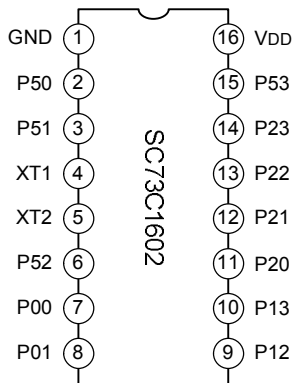 GND 1 16 VDD
P50 2 15 P53
P51 3 14 P23
XT1 4 13 P22
XT2 5 12 P21
P52 6 11 P20
P00 7 10 P13
P01 8 9 P12
SC73C1602